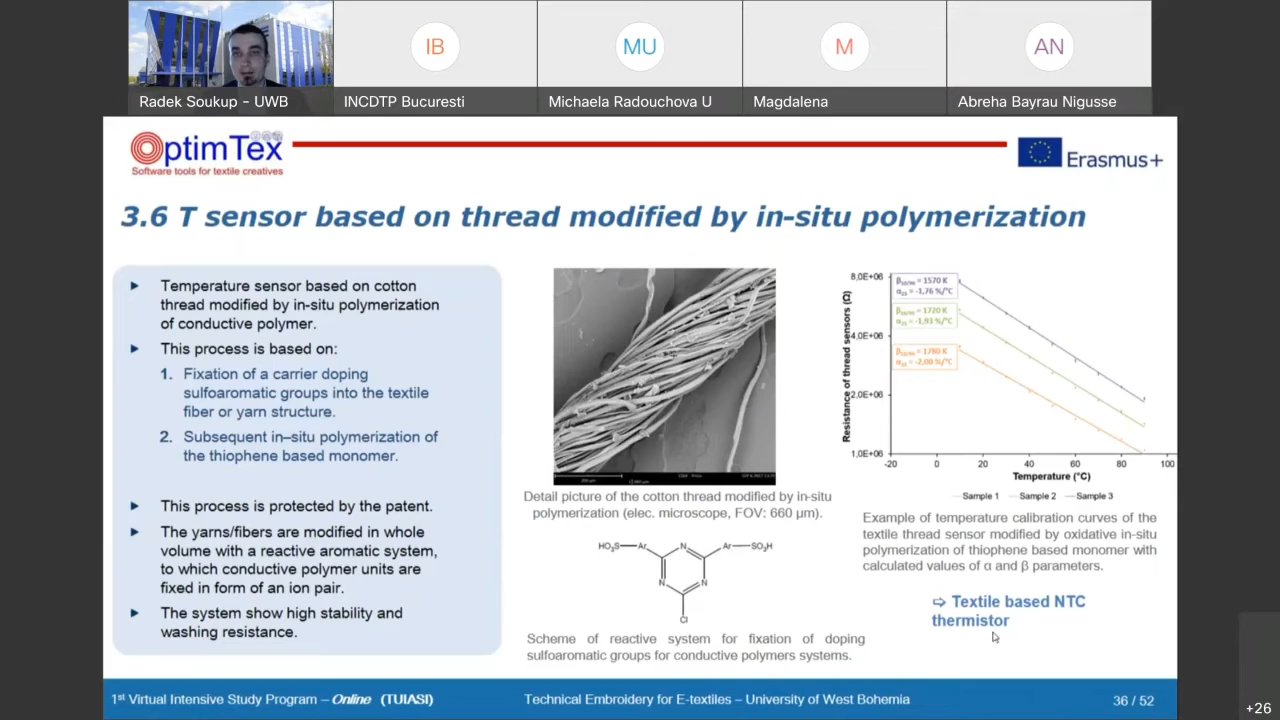 IB
MU
M
AN
Radek Soukup - UWB
INCDTP Bucuresti
Michaela Radouchova U
Magdalena
Abreha Bayrau Nigusse
OptimTex
Software tools for textile creatives
Erasmus+
3.6 T sensor based on thread modified by in-situ polymerization
Temperature sensor based on cotton
thread modified by in-situ polymerization
of conductive polymer.
This process is based on:
1. Fixation of a carrier doping
sulfoaromatic groups into the textile
fiber or yarn structure.
2. Subsequent in–situ polymerization of
the thiophene based monomer.
This process is protected by the patent.
The yarns/fibers are modified in whole
volume with a reactive aromatic system,
to which conductive polymer units are
fixed in form of an ion pair.
The system show high stability and
washing resistance.
Detail picture of the cotton thread modified by in-situ
polymerization (elec. microscope, FOV: 660 µm).
HO₃S—Ar
N
Ar—SO₃H
N
N
Cl
Scheme of reactive system for fixation of doping
sulfoaromatic groups for conductive polymers systems.
Resistance of thread sensors (Ω)
8,0E+06
4,0E+06
2,0E+06
1,0E+06
= 1570 K
= -1,76 %/°C
= 1720 K
= -1,93 %/°C
= 1780 K
= -2,00 %/°C
-20 0 20 40 60 80 100
Temperature (°C)
Sample 1 Sample 2 Sample 3
Example of temperature calibration curves of the
textile thread sensor modified by oxidative in-situ
polymerization of thiophene based monomer with
calculated values of α and β parameters.
⇨ Textile based NTC
thermistor
1st Virtual Intensive Study Program – Online (TUIASI)
Technical Embroidery for E-textiles – University of West Bohemia
36 / 52
+26